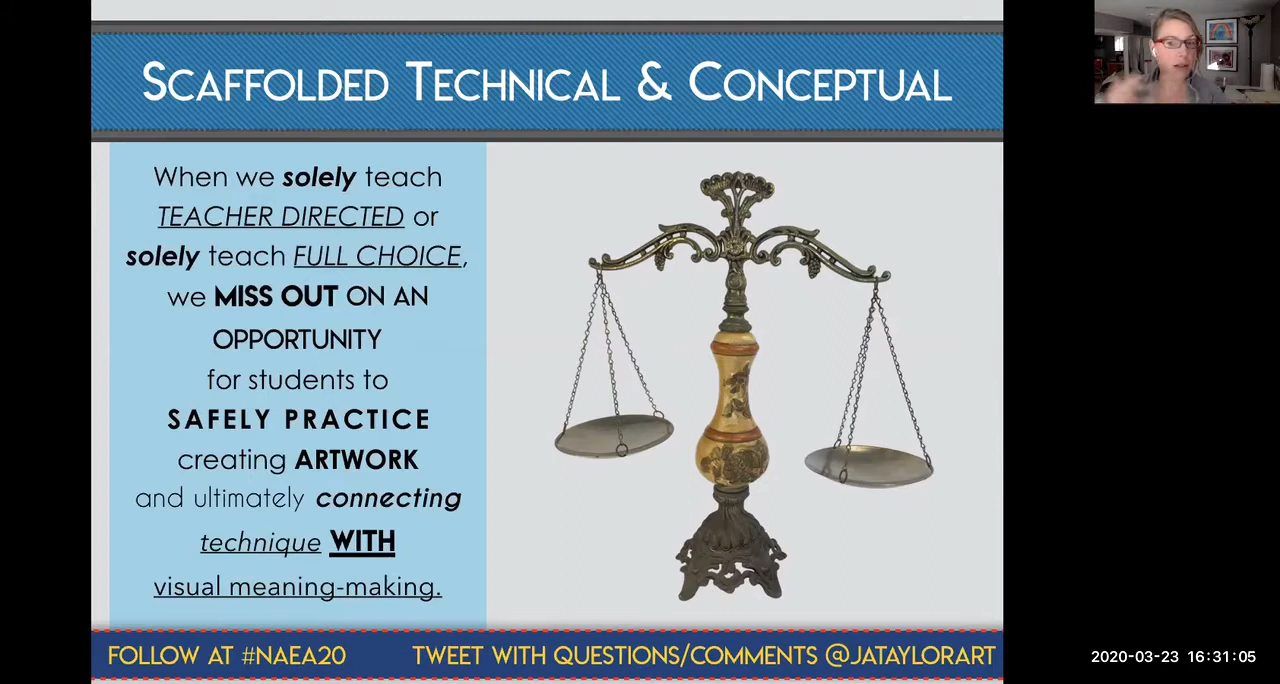 SCAFFOLDED TECHNICAL & CONCEPTUAL
When we solely teach
TEACHER DIRECTED or
solely teach FULL CHOICE,
we MISS OUT ON AN
OPPORTUNITY
for students to
SAFELY PRACTICE
creating ARTWORK
and ultimately connecting
technique WITH
visual meaning-making.
FOLLOW AT #NAEA20
TWEET WITH QUESTIONS/COMMENTS @JATAYLORART
2020-03-23 16:31:05